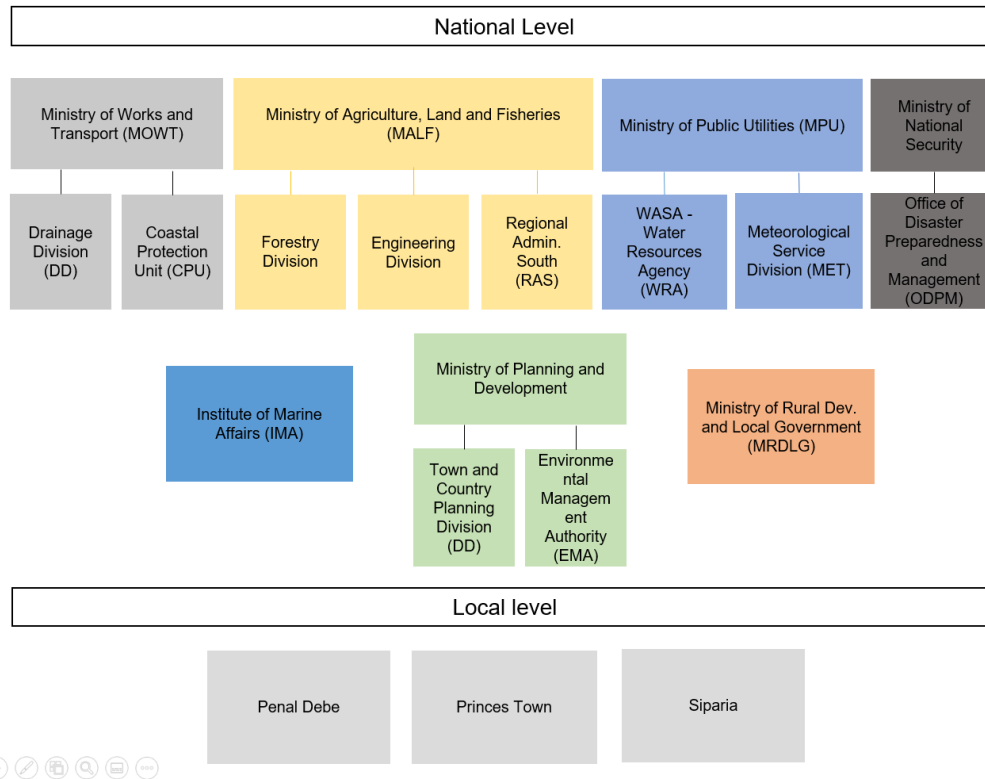 National Level
Ministry of Works and
Transport (MOWT)
Ministry of Agriculture, Land and Fisheries
(MALF)
Ministry of Public Utilities (MPU)
Ministry of
National
Security
Drainage
Division
(DD)
Coastal
Protection
Unit (CPU)
Forestry
Division
Engineering
Division
Regional
Admin.
South
(RAS)
WASA -
Water
Resources
Agency
(WRA)
Meteorological
Service
Division (MET)
Office of
Disaster
Preparedness
and
Management
(ODPM)
Institute of Marine
Affairs (IMA)
Ministry of Planning and
Development
Ministry of Rural Dev.
and Local Government
(MRDLG)
Town and
Country
Planning
Division
(DD)
Environme
ntal
Managem
ent
Authority
(EMA)
Local level
Penal Debe
Princes Town
Siparia